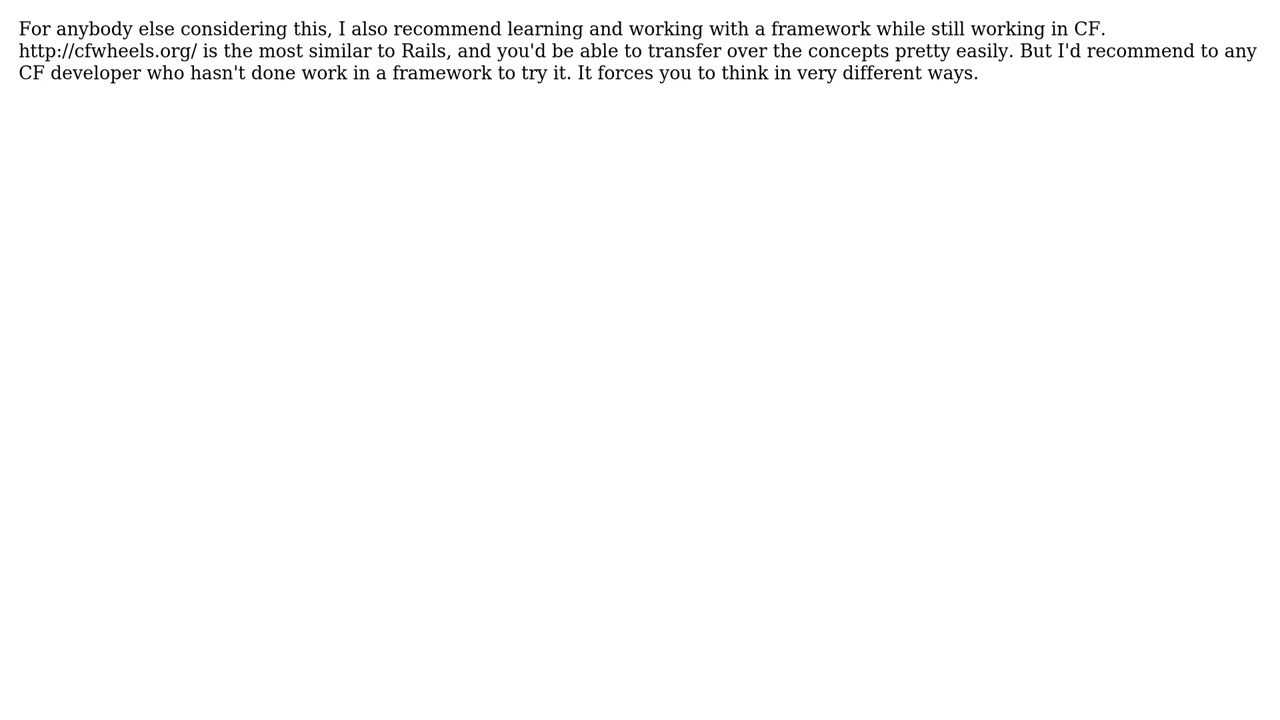 For anybody else considering this, I also recommend learning and working with a framework while still working in CF.
http://cfwheels.org/ is the most similar to Rails, and you'd be able to transfer over the concepts pretty easily. But I'd recommend to any
CF developer who hasn't done work in a framework to try it. It forces you to think in very different ways.